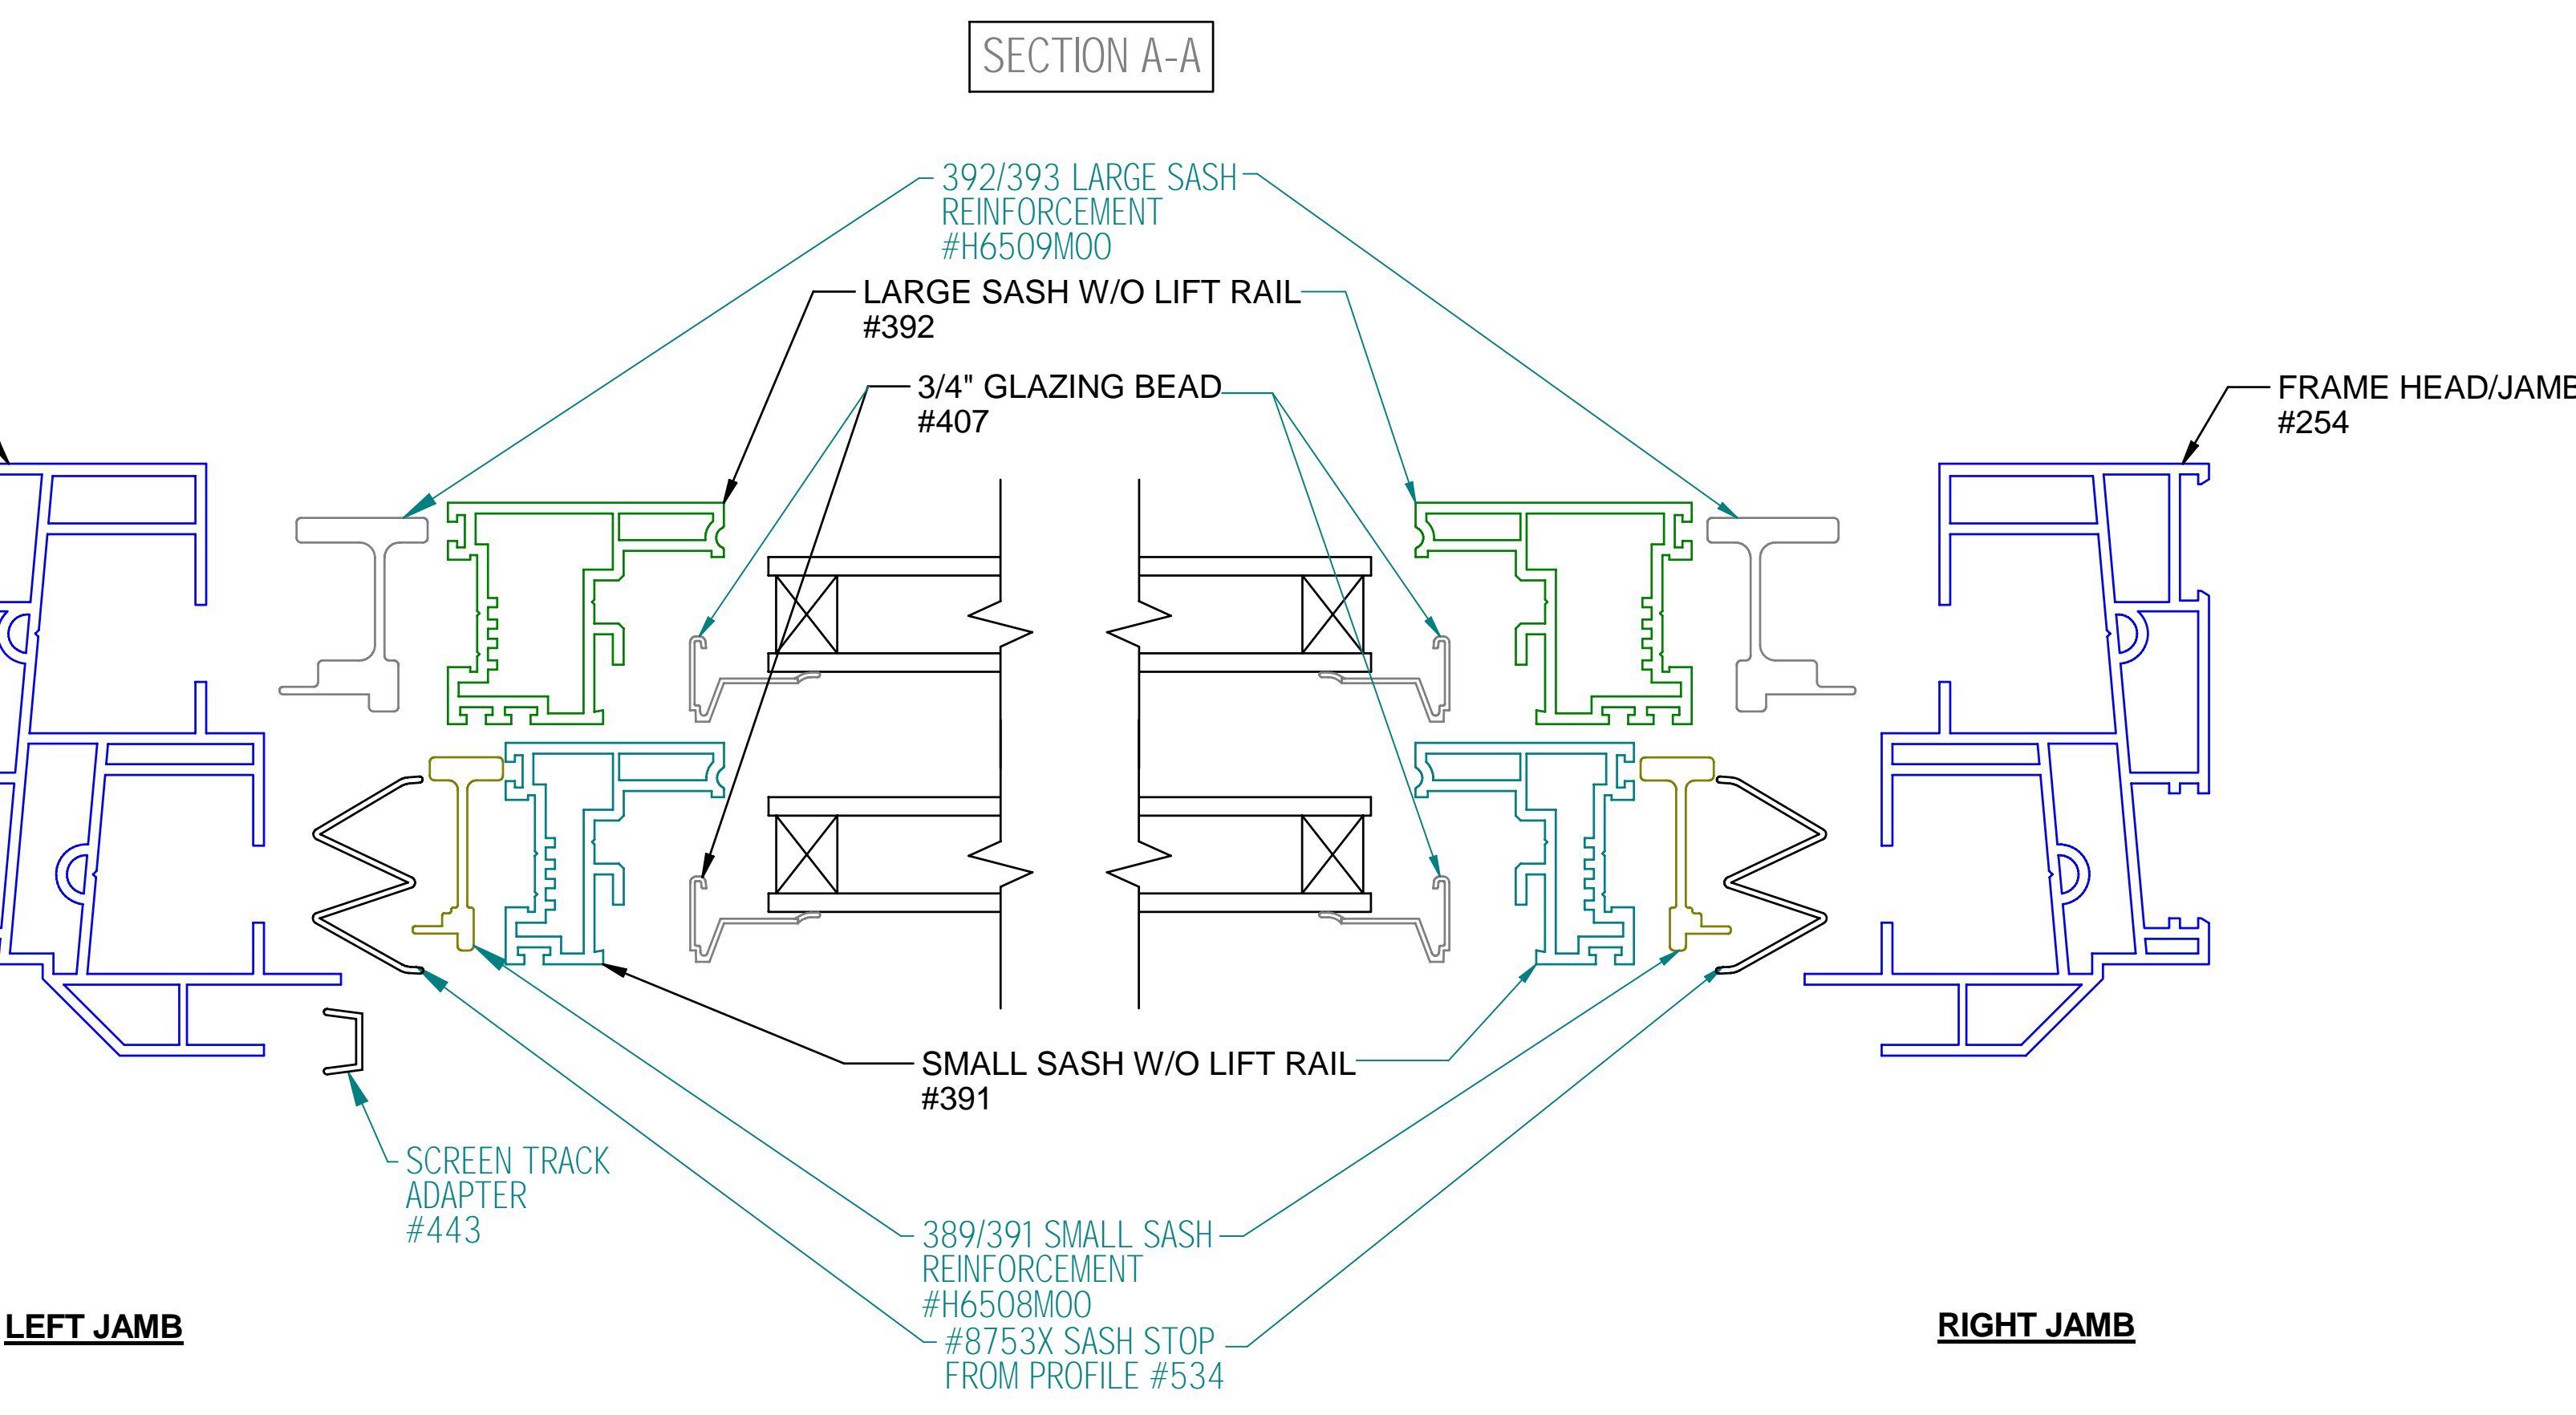 SECTION A-A
392/393 LARGE SASH
REINFORCEMENT
#H6509M00
LARGE SASH W/O LIFT RAIL
#392
3/4" GLAZING BEAD
#407
FRAME HEAD/JAMB
#254
SMALL SASH W/O LIFT RAIL
#391
SCREEN TRACK
ADAPTER
#443
389/391 SMALL SASH
REINFORCEMENT
#H6508M00
#8753X SASH STOP
FROM PROFILE #534
LEFT JAMB
RIGHT JAMB